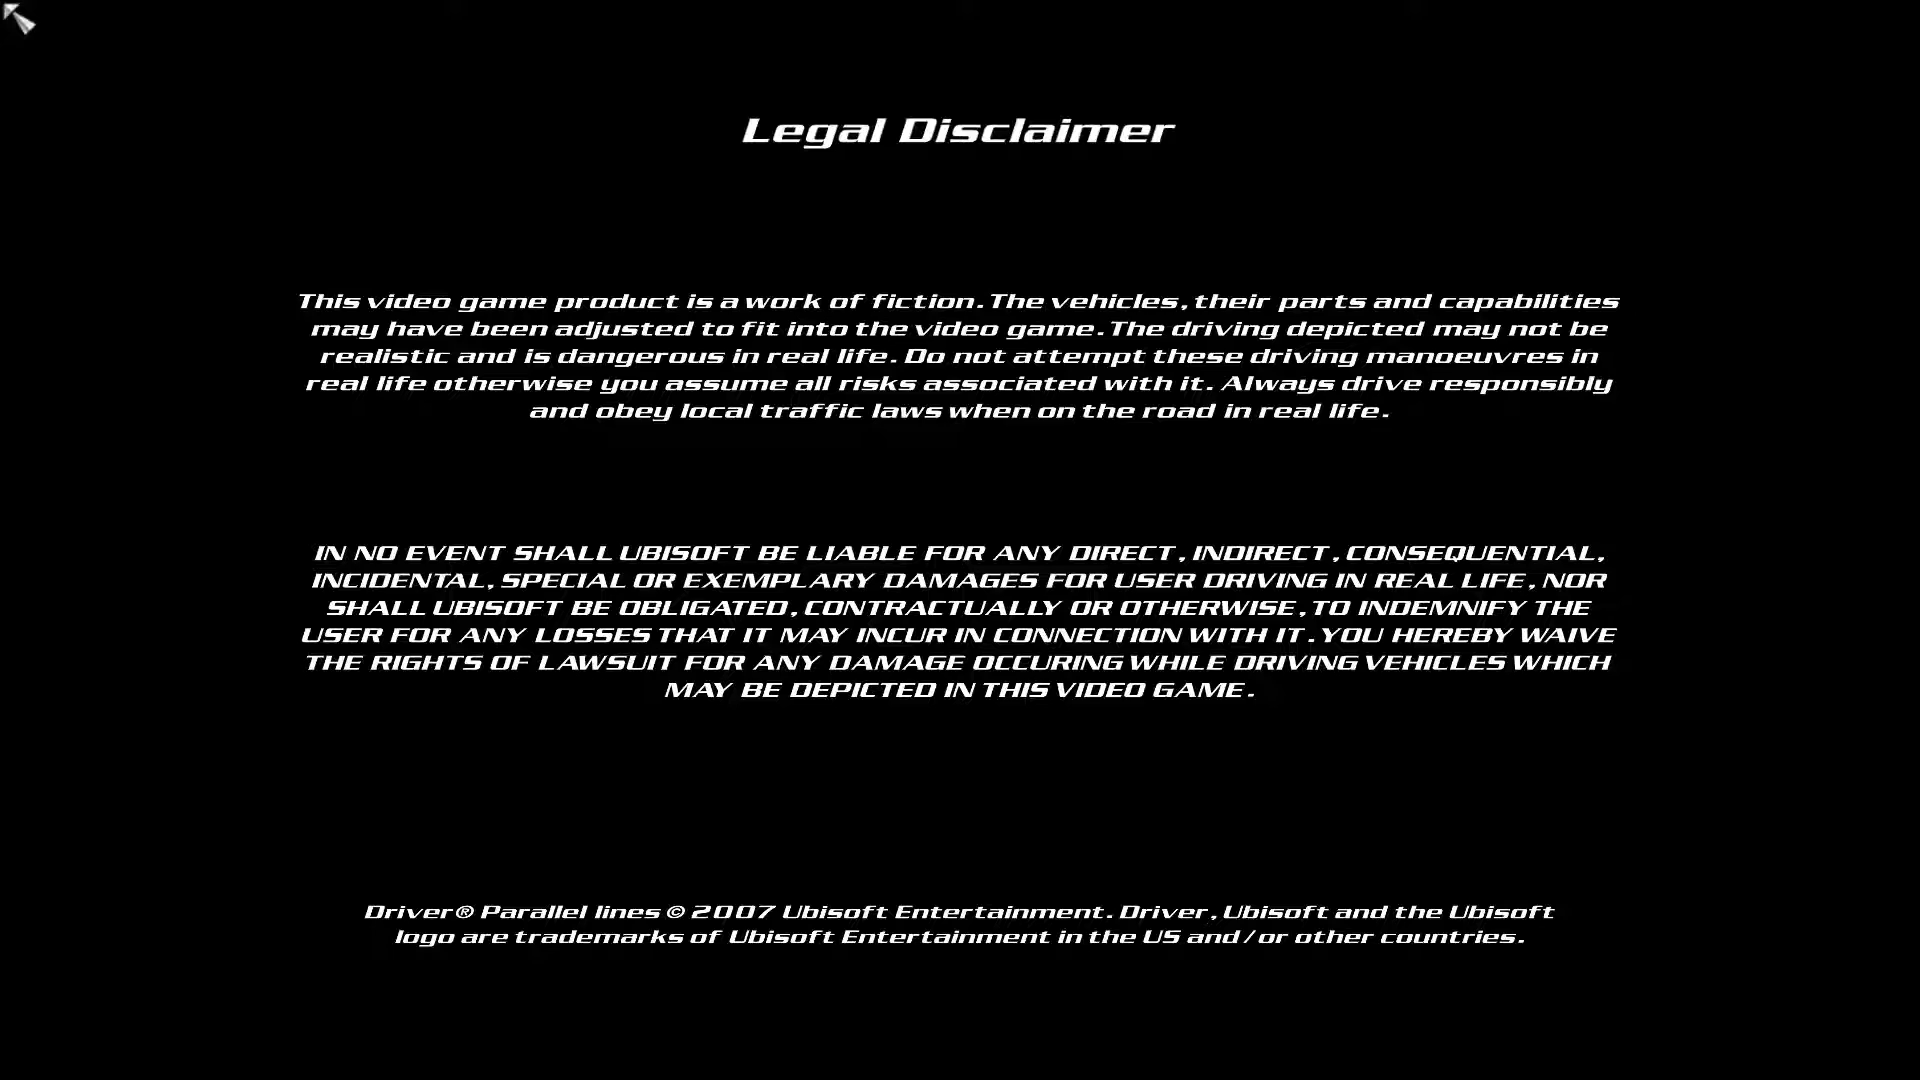 Legal Disclaimer
This video game product is a work of fiction. The vehicles, their parts and capabilities
may have been adjusted to fit into the video game. The driving depicted may not be
realistic and is dangerous in real life. Do not attempt these driving manoeuvres in
real life otherwise you assume all risks associated with it. Always drive responsibly
and obey local traffic laws when on the road in real life.
IN NO EVENT SHALL UBISOFT BE LIABLE FOR ANY DIRECT, INDIRECT, CONSEQUENTIAL,
INCIDENTAL, SPECIAL OR EXEMPLARY DAMAGES FOR USER DRIVING IN REAL LIFE, NOR
SHALL UBISOFT BE OBLIGATED, CONTRACTUALLY OR OTHERWISE, TO INDEMNIFY THE
USER FOR ANY LOSSES THAT IT MAY INCUR IN CONNECTION WITH IT. YOU HEREBY WAIVE
THE RIGHTS OF LAWSUIT FOR ANY DAMAGE OCCURING WHILE DRIVING VEHICLES WHICH
MAY BE DEPICTED IN THIS VIDEO GAME.
Driver® Parallel lines © 2007 Ubisoft Entertainment. Driver, Ubisoft and the Ubisoft
logo are trademarks of Ubisoft Entertainment in the US and/or other countries.